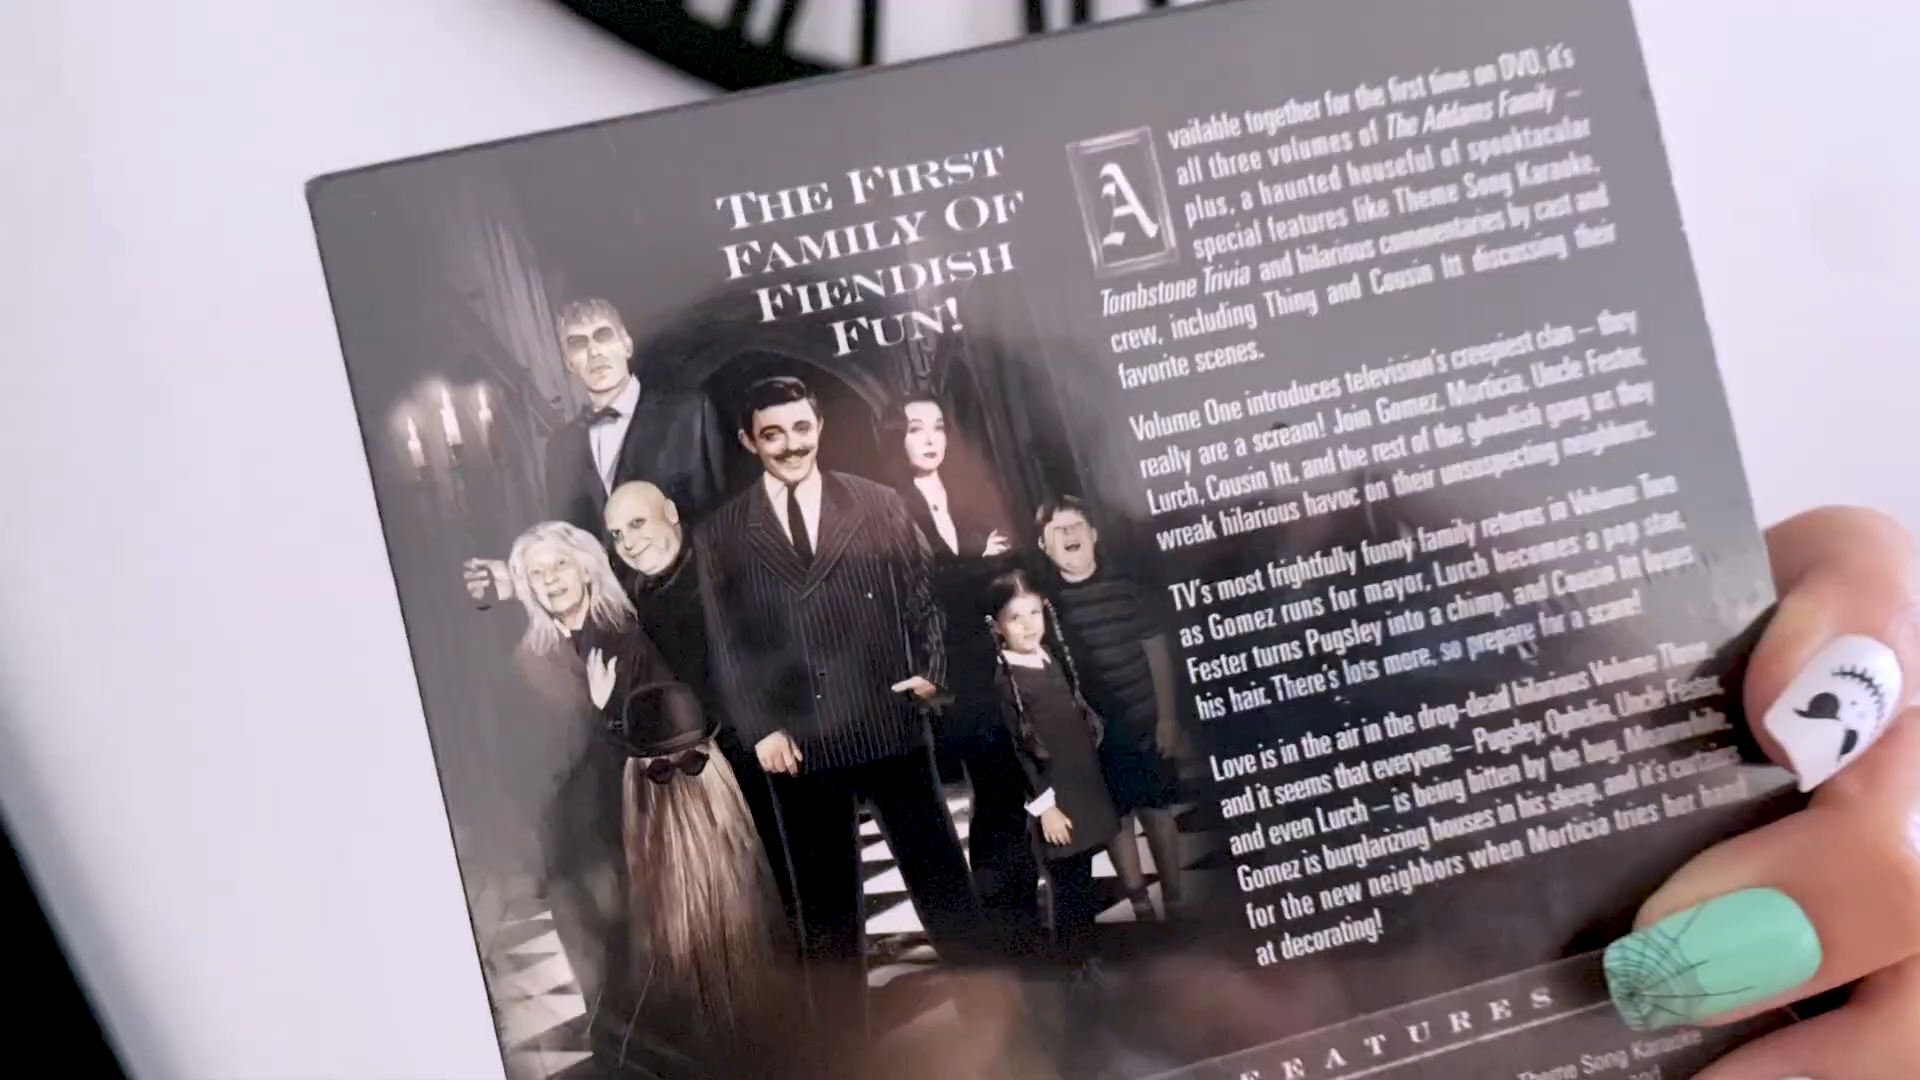 THE FIRST
FAMILY OF
FIENDISH
FUN!
Available together for the first time on DVD, it's
all three volumes of The Addams Family –
plus, a haunted houseful of spooktacular
special features like Theme Song Karaoke,
Tombstone Trivia and hilarious commentaries by cast and
crew, including Thing and Cousin Itt discussing their
favorite scenes.
Volume One introduces television's creepiest clan – they
really are a scream! Join Gomez, Morticia, Uncle Fester,
Lurch, Cousin Itt, and the rest of the ghoulish gang as they
wreak hilarious havoc on their unsuspecting neighbors.
TV's most frightfully funny family returns in Volume Two
as Gomez runs for mayor, Lurch becomes a pop star,
Fester turns Pugsley into a chimp, and Cousin Itt loses
his hair. There's lots more, so prepare for a scare!
Love is in the air in the drop-dead hilarious Volume Three,
and it seems that everyone – Pugsley, Ophelia, Uncle Fester,
and even Lurch – is being bitten by the bug. Meanwhile,
Gomez is burglarizing houses in his sleep, and it's curtains
for the new neighbors when Morticia tries her hand
at decorating!
FEATURES
Theme Song Karaoke